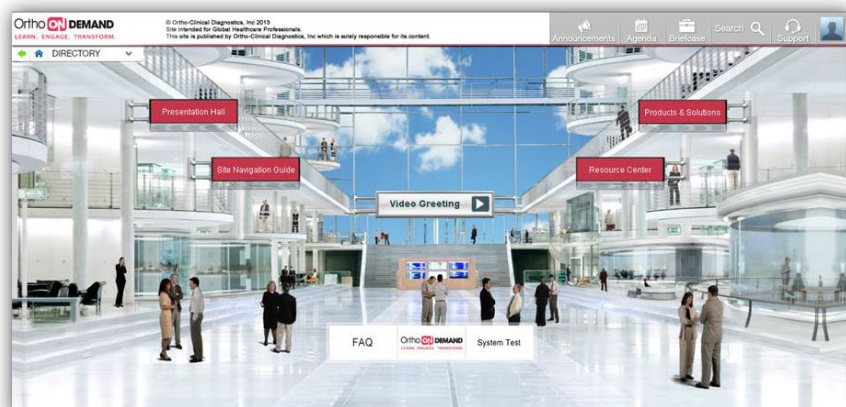 Ortho ON DEMAND
LEARN. ENGAGE. TRANSFORM.
© Ortho-Clinical Diagnostics, Inc 2013
Site intended for Global Healthcare Professionals.
This site is published by Ortho-Clinical Diagnostics, Inc which is solely responsible for its content.
Announcements
Agenda
Briefcase
Search
Support
DIRECTORY
Presentation Hall
Products & Solutions
Site Navigation Guide
Resource Center
Video Greeting
FAQ
Ortho ON DEMAND
LEARN. ENGAGE. TRANSFORM.
System Test